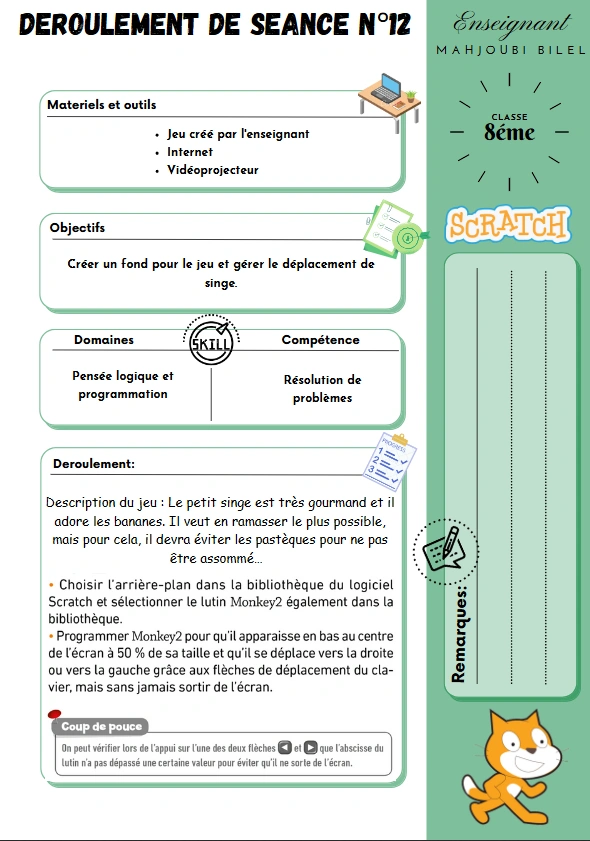 DEROULEMENT DE SEANCE N°12
Enseignant
MAHJOUBI BILEL
CLASSE
8éme
SCRATCH
Materiels et outils
• Jeu créé par l'enseignant
• Internet
• Vidéoprojecteur
Objectifs
Créer un fond pour le jeu et gérer le déplacement de
singe.
Domaines
SKILL
Compétence
Pensée logique et
programmation
Résolution de
problèmes
Deroulement:
PROGRESS
1
2
3
Description du jeu : Le petit singe est très gourmand et il
adore les bananes. Il veut en ramasser le plus possible,
mais pour cela, il devra éviter les pastèques pour ne pas
être assommé...
• Choisir l'arrière-plan dans la bibliothèque du logiciel
Scratch et sélectionner le lutin Monkey2 également dans la
bibliothèque.
• Programmer Monkey2 pour qu'il apparaisse en bas au centre
de l'écran à 50 % de sa taille et qu'il se déplace vers la droite
ou vers la gauche grâce aux flèches de déplacement du cla-
vier, mais sans jamais sortir de l'écran.
Coup de pouce
On peut vérifier lors de l'appui sur l'une des deux flèches ◀ et ▶ que l'abscisse du
lutin n'a pas dépassé une certaine valeur pour éviter qu'il ne sorte de l'écran.
Remarques: